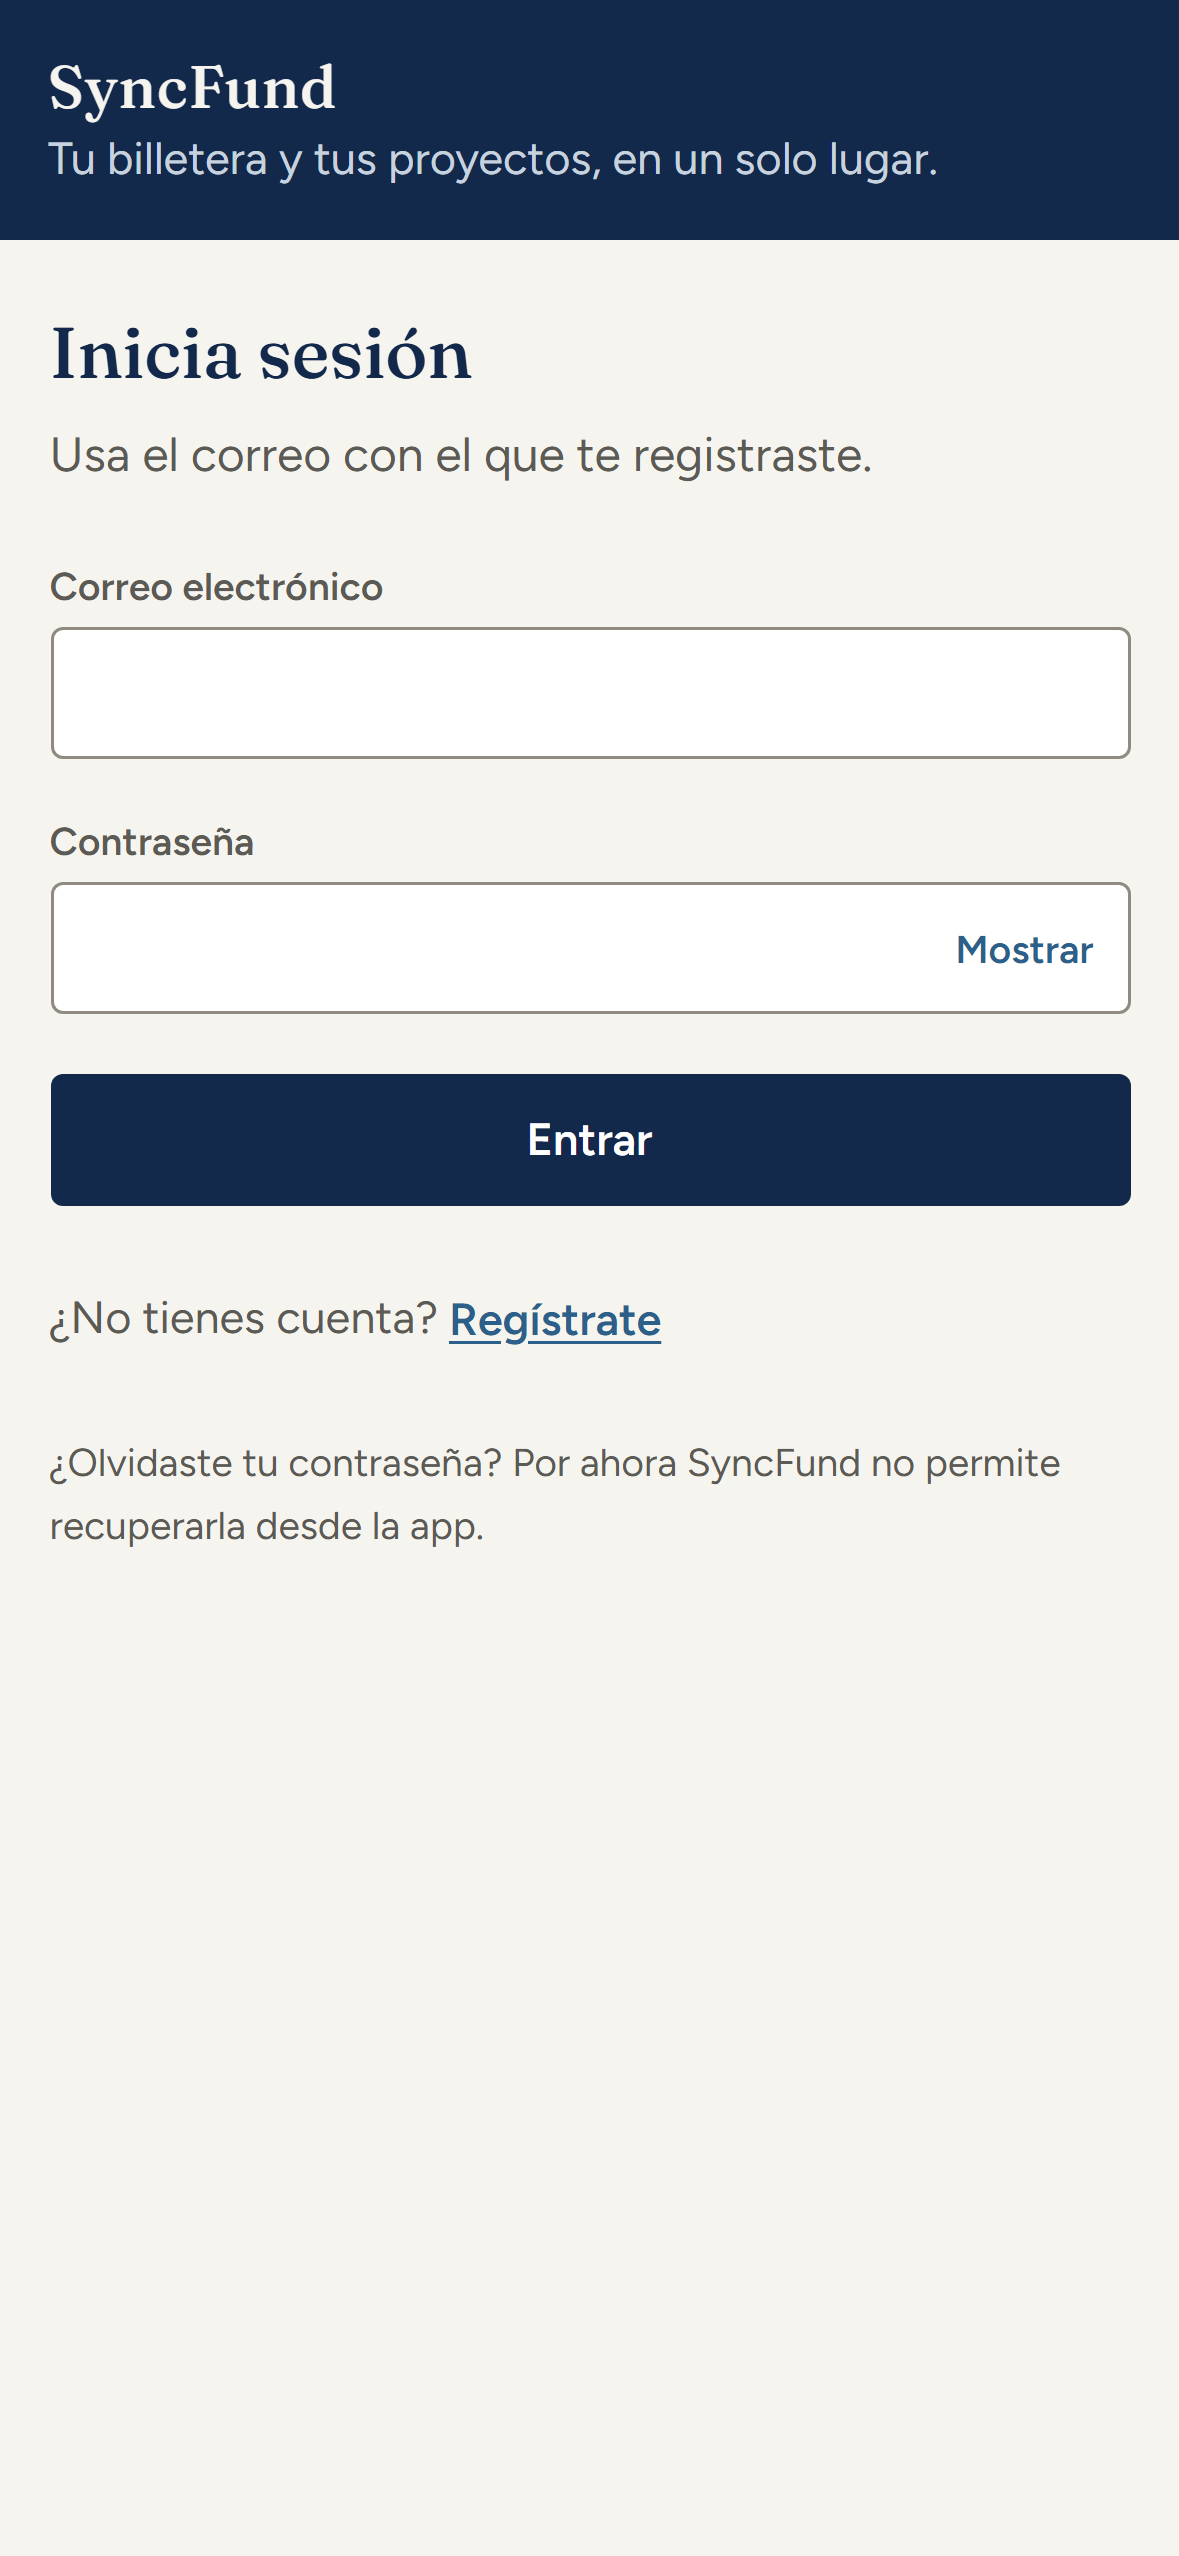 SyncFund
Tu billetera y tus proyectos, en un solo lugar.
Inicia sesión
Usa el correo con el que te registraste.
Correo electrónico
Contraseña
Mostrar
Entrar
¿No tienes cuenta? Regístrate
¿Olvidaste tu contraseña? Por ahora SyncFund no permite
recuperarla desde la app.